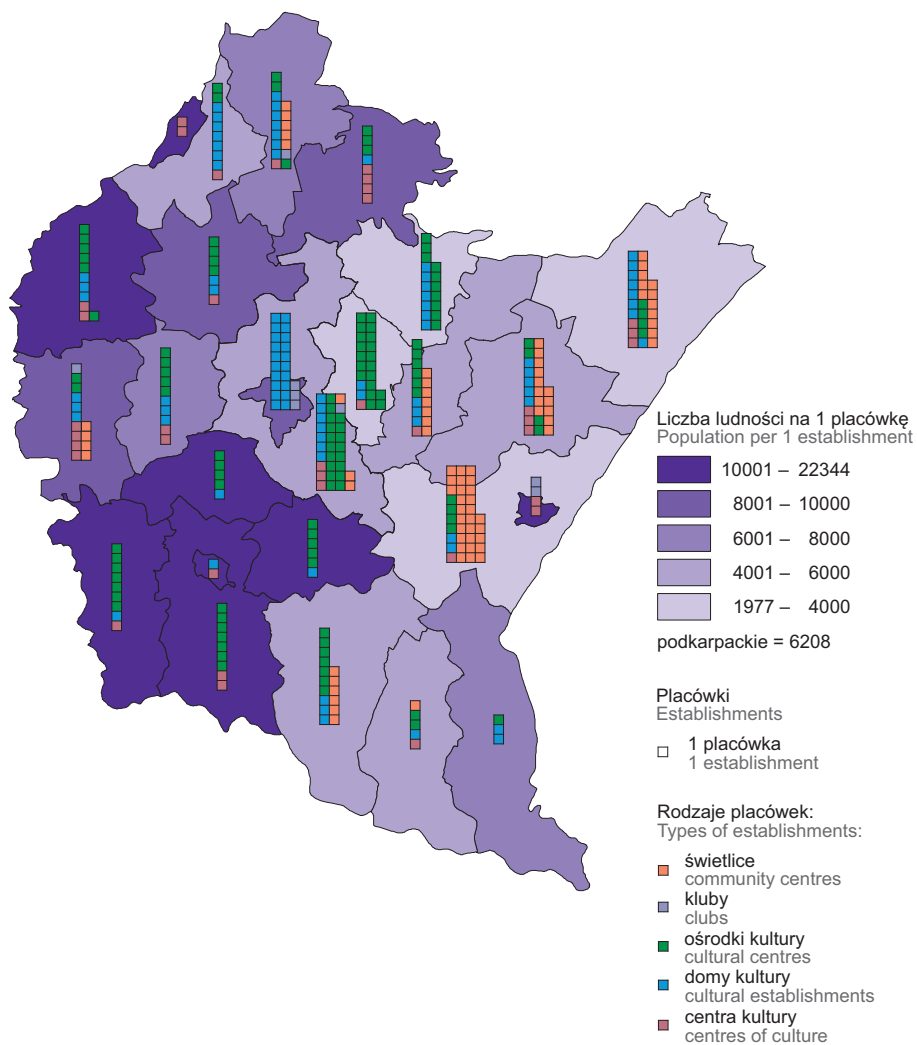 Liczba ludności na 1 placówkę
Population per 1 establishment
10001 – 22344
8001 – 10000
6001 – 8000
4001 – 6000
1977 – 4000
podkarpackie = 6208
Placówki
Establishments
1 placówka
1 establishment
Rodzaje placówek:
Types of establishments:
świetlice
community centres
kluby
clubs
ośrodki kultury
cultural centres
domy kultury
cultural establishments
centra kultury
centres of culture